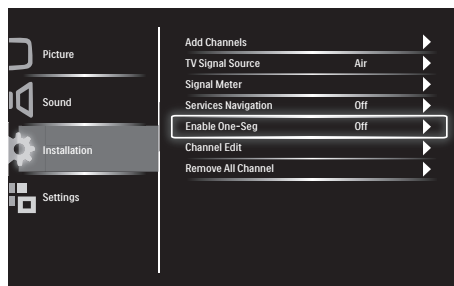 Picture
Sound
Installation
Settings
Add Channels
TV Signal Source Air
Signal Meter
Services Navigation Off
Enable One-Seg Off
Channel Edit
Remove All Channel